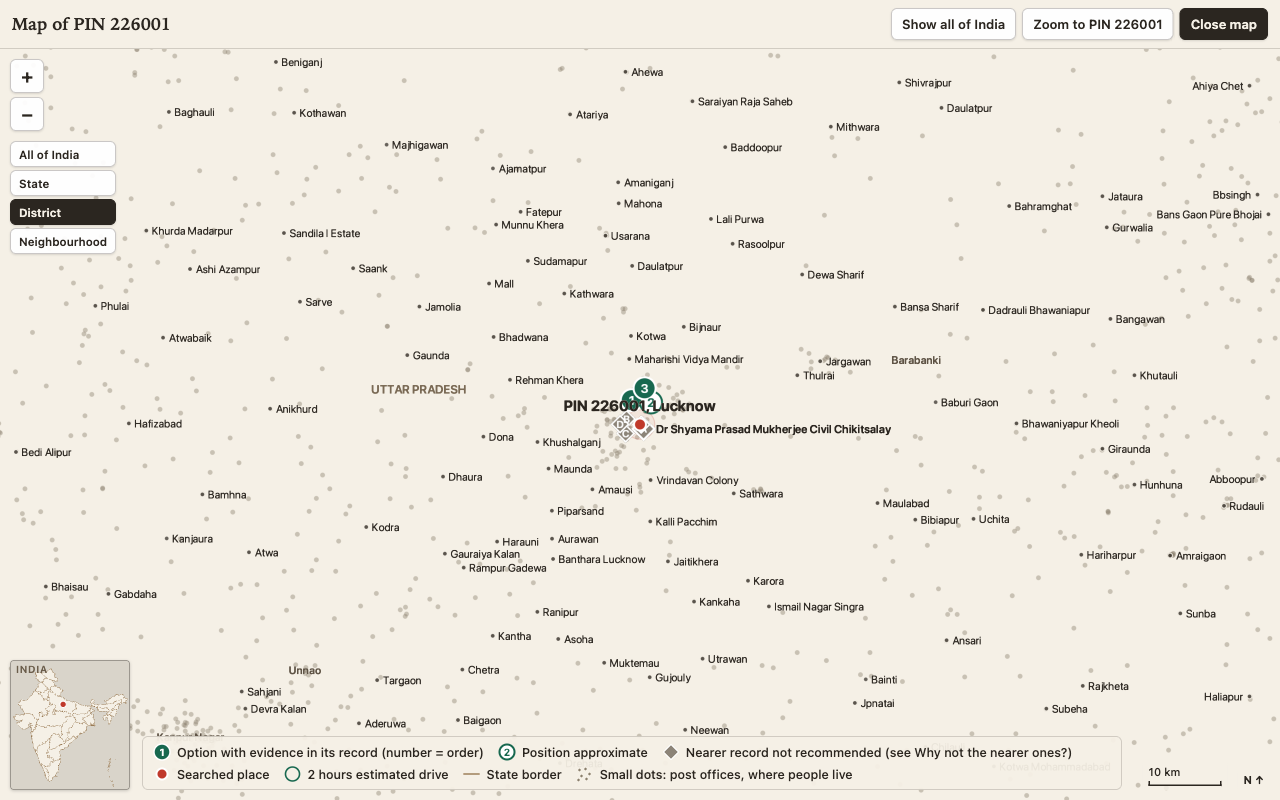 Map of PIN 226001
Show all of India
Zoom to PIN 226001
Close map
+
−
All of India
State
District
Neighbourhood
Beniganj
Ahewa
Shivrajpur
Ahiya Chet
Baghauli
Kothawan
Atariya
Saraiyan Raja Saheb
Daulatpur
Mithwara
Majhigawan
Baddoopur
Ajamatpur
Amaniganj
Mahona
Bahramghat
Jataura
Bbsingh
Fatepur
Munnu Khera
Lali Purwa
Bans Gaon Pure Bhojai
Gurwalia
Khurda Madarpur
Sandila I Estate
Usarana
Rasoolpur
Ashi Azampur
Saank
Sudamapur
Daulatpur
Dewa Sharif
Mall
Kathwara
Phulai
Sarve
Jamolia
Bansa Sharif
Dadrauli Bhawaniapur
Bangawan
Atwabaik
Bhadwana
Kotwa
Bijnaur
Gaunda
Maharishi Vidya Mandir
Jargawan
Barabanki
Thulrai
Khutauli
UTTAR PRADESH
Rehman Khera
3
1
2
PIN 226001, Lucknow
Anikhurd
Baburi Gaon
Hafizabad
D
B
C
Dr Shyama Prasad Mukherjee Civil Chikitsalay
Bhawaniyapur Kheoli
Dona
Khushalganj
Bedi Alipur
Giraunda
Maunda
Dhaura
Vrindavan Colony
Hunhuna
Abboopur
Bamhna
Amausi
Sathwara
Maulabad
Rudauli
Piparsand
Kalli Pacchim
Bibiapur
Uchita
Kodra
Kanjaura
Harauni
Aurawan
Atwa
Gauraiya Kalan
Banthara Lucknow
Jaitikhera
Hariharpur
Amraigaon
Rampur Gadewa
Bhaisau
Gabdaha
Karora
Kankaha
Ismail Nagar Singra
Ranipur
Sunba
Kantha
Asoha
Ansari
Unnao
Chetra
Muktemau
Utrawan
Targaon
Gujouly
Bainti
Rajkheta
Sahjani
Haliapur
Devra Kalan
Jpnatai
Subeha
Aderuwa
Baigaon
Neewan
INDIA
1 Option with evidence in its record (number = order)
2 Position approximate
Nearer record not recommended (see Why not the nearer ones?)
Searched place
2 hours estimated drive
State border
Small dots: post offices, where people live
10 km
N ↑